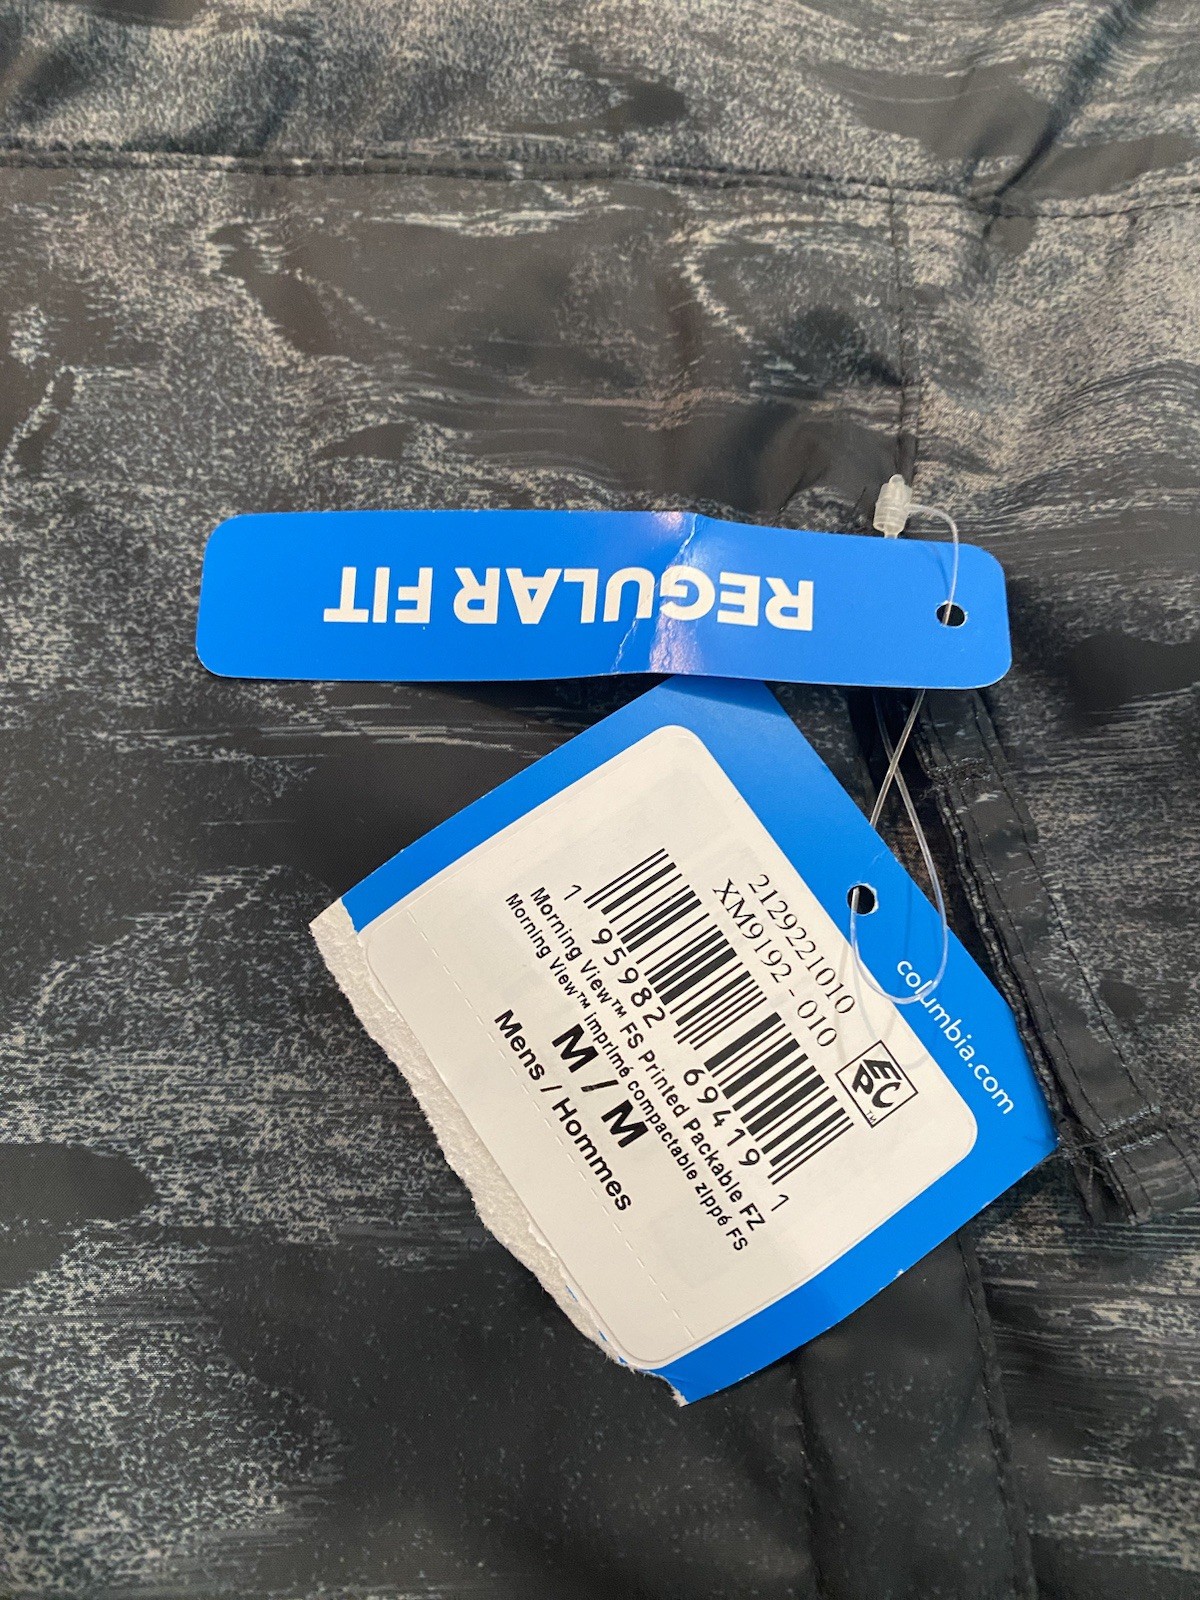 REGULAR FIT
columbia.com
EPC™
2129221010
XM9192-010
1 95982 69419 1
Morning View™ FS Printed Packable FZ
Morning View™ imprimé compactable zippé FS
M / M
Mens / Hommes